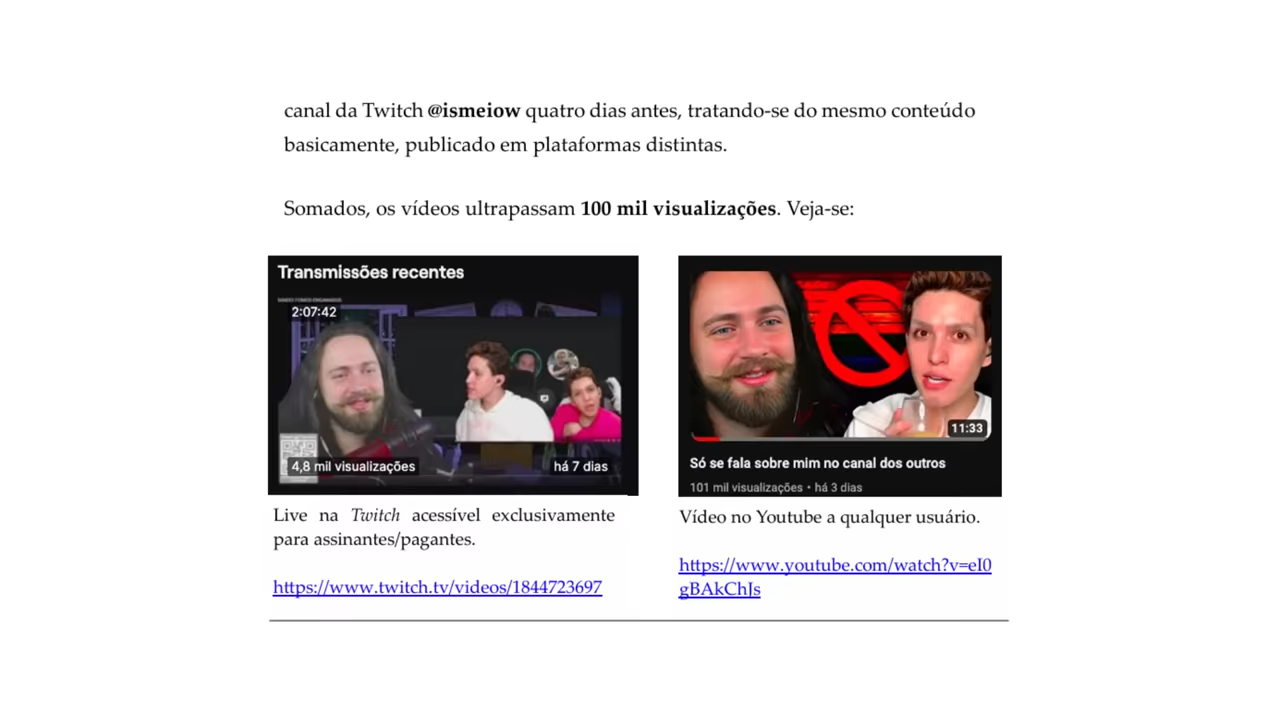 canal da Twitch @ismeiow quatro dias antes, tratando-se do mesmo conteúdo
basicamente, publicado em plataformas distintas.
Somados, os vídeos ultrapassam 100 mil visualizações. Veja-se:
Transmissões recentes
2:07:42
4,8 mil visualizações
há 7 dias
Live na Twitch acessível exclusivamente
para assinantes/pagantes.
https://www.twitch.tv/videos/1844723697
11:33
Só se fala sobre mim no canal dos outros
101 mil visualizações • há 3 dias
Vídeo no Youtube a qualquer usuário.
https://www.youtube.com/watch?v=eI0
gBAkChJs